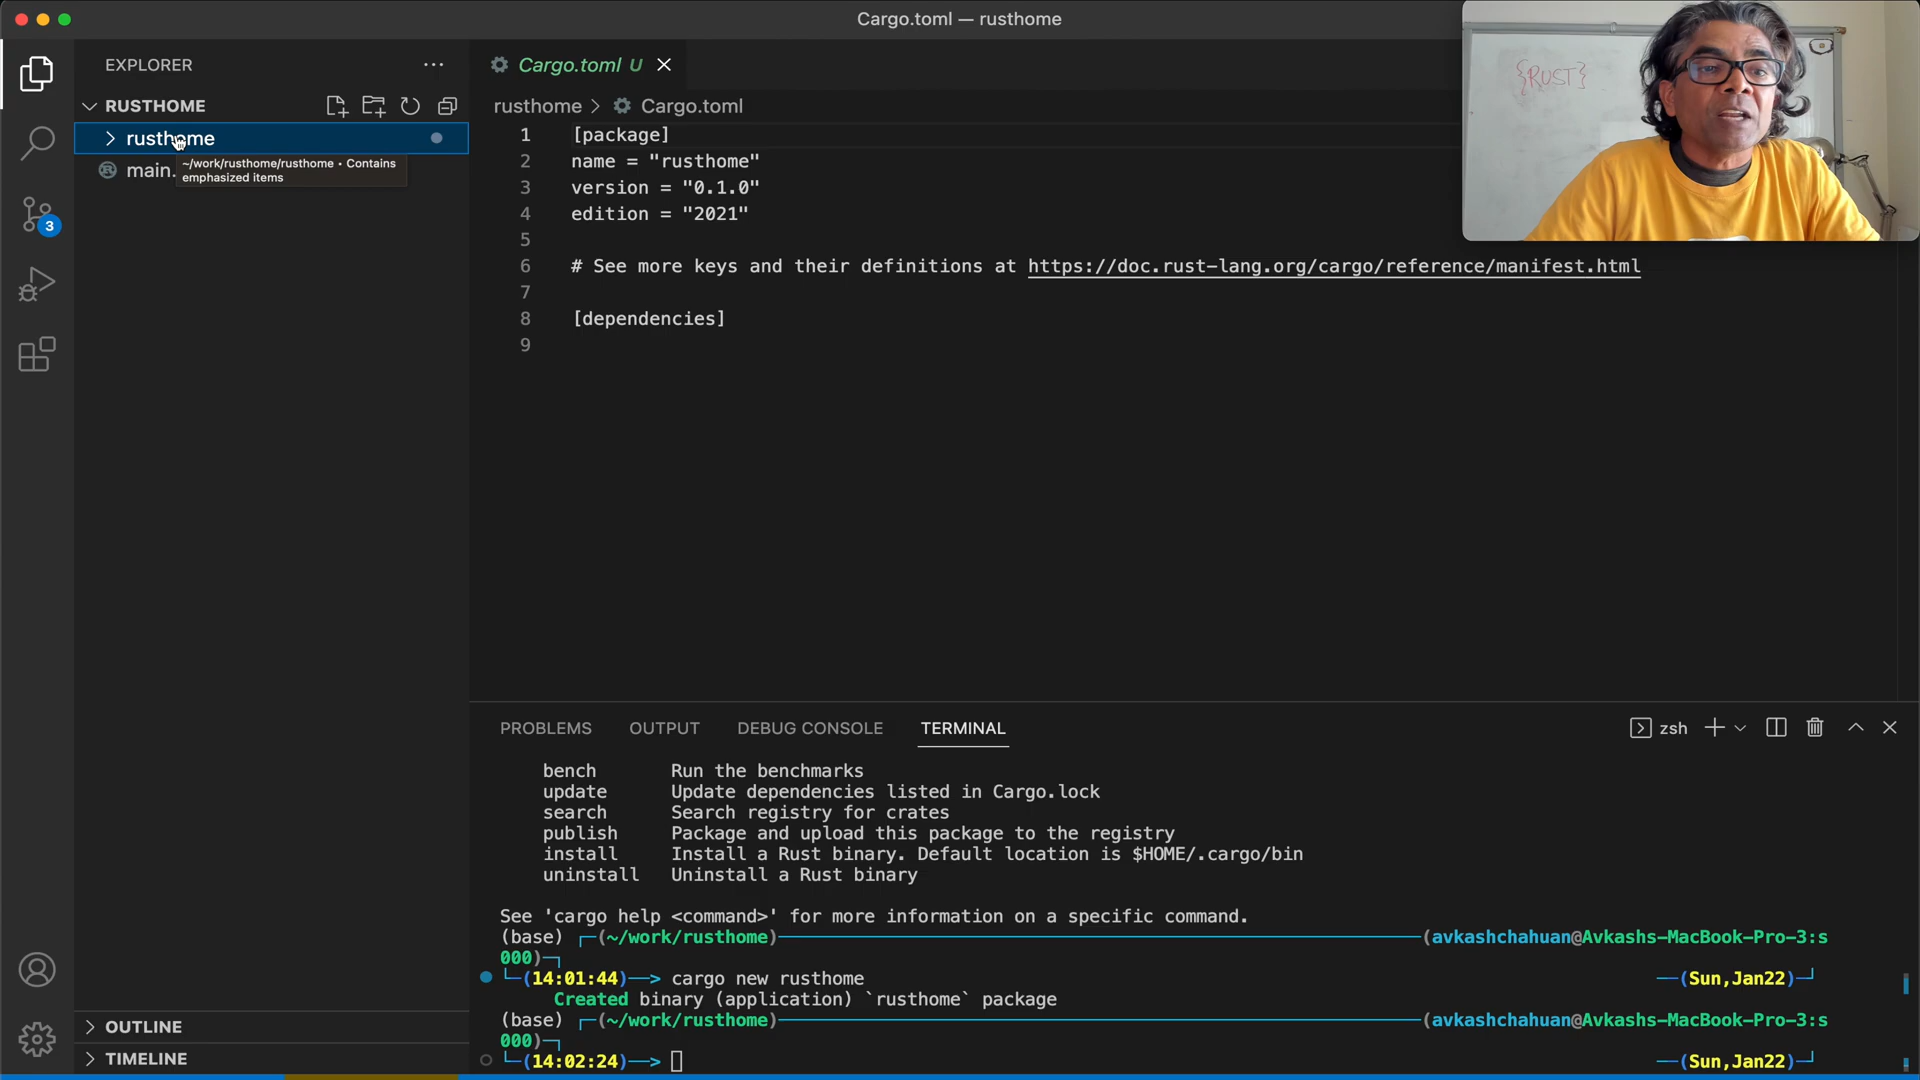 Cargo.toml — rusthome
{RUST}
EXPLORER
Cargo.toml U
RUSTHOME
rusthome > Cargo.toml
rusthome
~/work/rusthome/rusthome • Contains
emphasized items
main.
3
1 [package]
2 name = "rusthome"
3 version = "0.1.0"
4 edition = "2021"
5
6 # See more keys and their definitions at https://doc.rust-lang.org/cargo/reference/manifest.html
7
8 [dependencies]
9
PROBLEMS OUTPUT DEBUG CONSOLE TERMINAL
zsh
bench Run the benchmarks
update Update dependencies listed in Cargo.lock
search Search registry for crates
publish Package and upload this package to the registry
install Install a Rust binary. Default location is $HOME/.cargo/bin
uninstall Uninstall a Rust binary
See 'cargo help <command>' for more information on a specific command.
(base) ┌─(~/work/rusthome)────(avkashchahuan@Avkashs-MacBook-Pro-3:s
000)─┐
└─(14:01:44)──> cargo new rusthome ──(Sun,Jan22)─┘
Created binary (application) `rusthome` package
(base) ┌─(~/work/rusthome)────(avkashchahuan@Avkashs-MacBook-Pro-3:s
000)─┐
└─(14:02:24)──> ──(Sun,Jan22)─┘
OUTLINE
TIMELINE